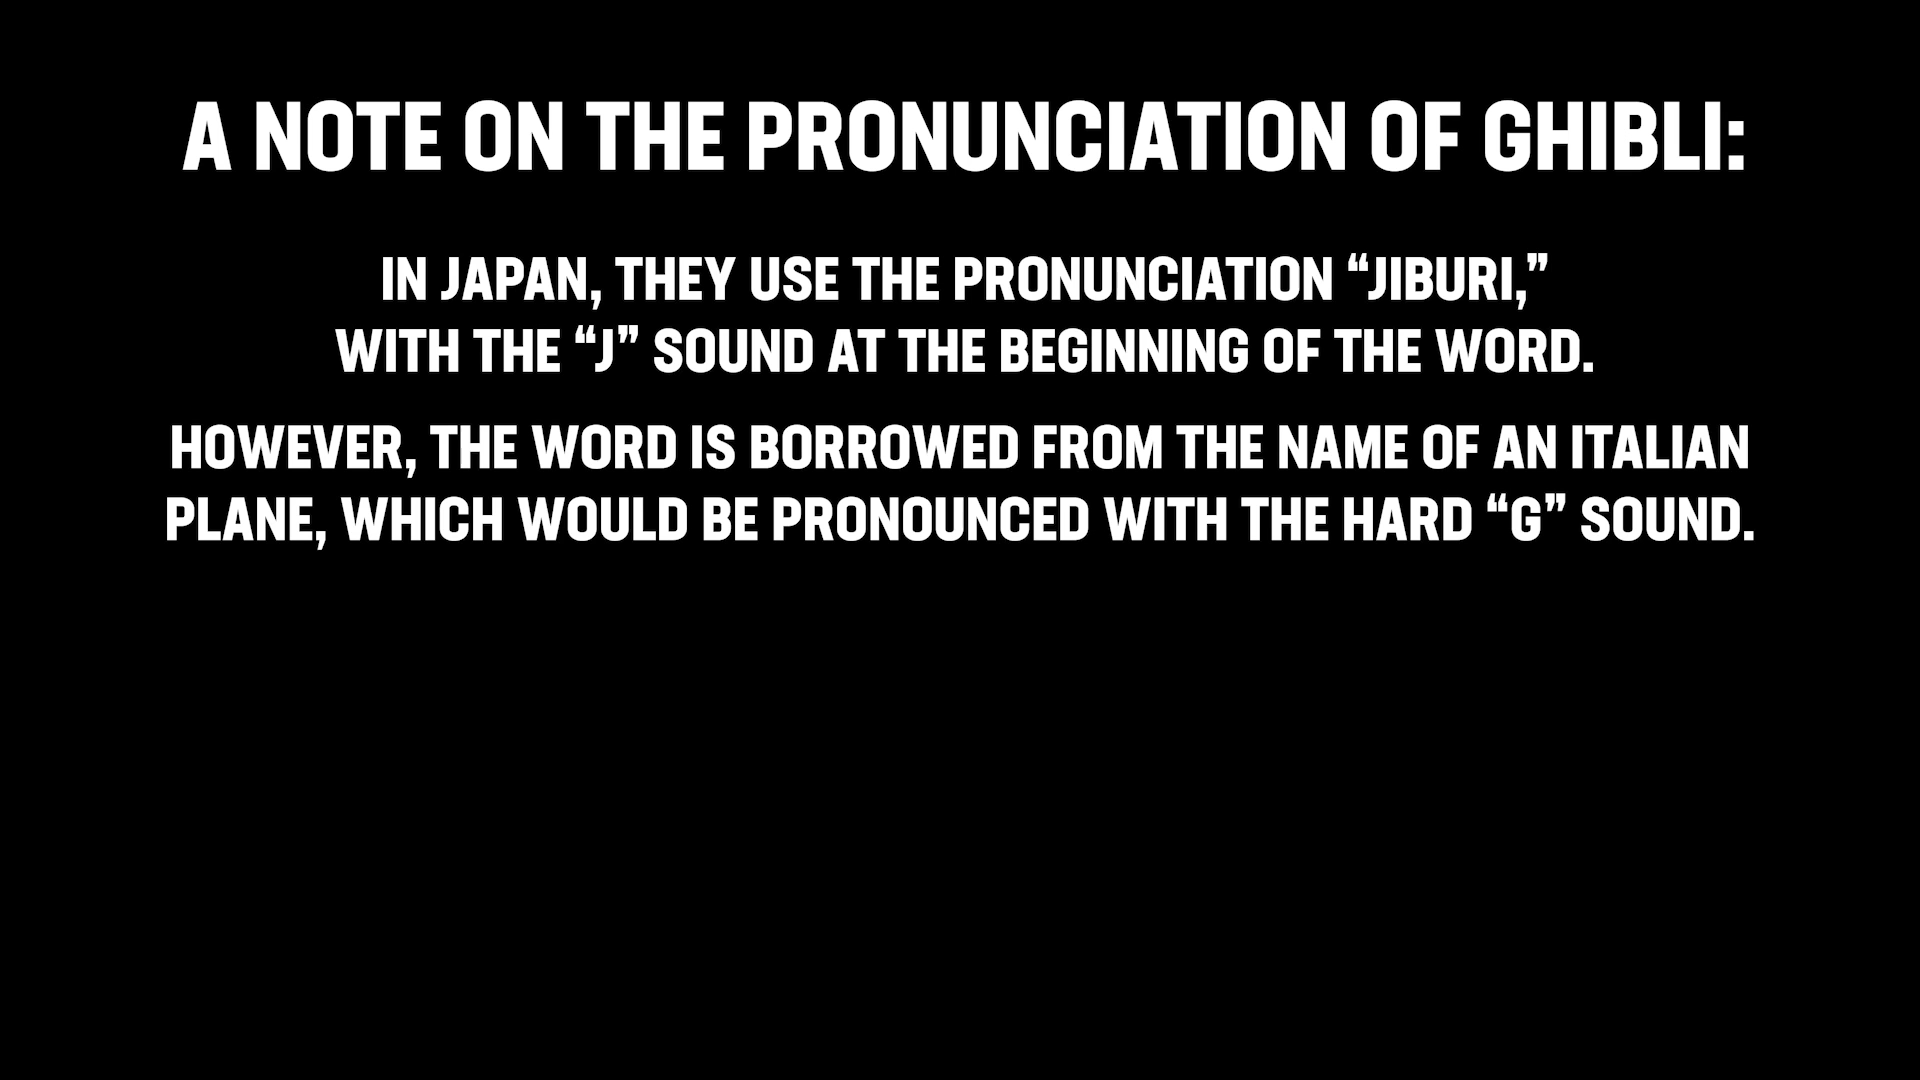 A NOTE ON THE PRONUNCIATION OF GHIBLI:
IN JAPAN, THEY USE THE PRONUNCIATION “JIBURI,”
WITH THE “J” SOUND AT THE BEGINNING OF THE WORD.
HOWEVER, THE WORD IS BORROWED FROM THE NAME OF AN ITALIAN
PLANE, WHICH WOULD BE PRONOUNCED WITH THE HARD “G” SOUND.